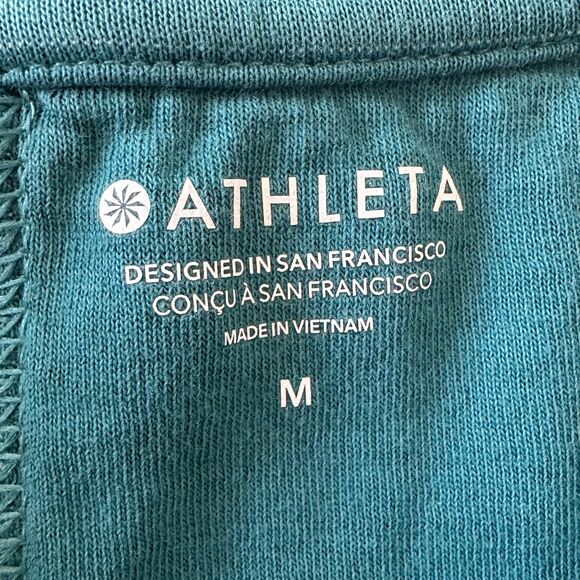 ATHLETA
DESIGNED IN SAN FRANCISCO
CONÇU À SAN FRANCISCO
MADE IN VIETNAM
M